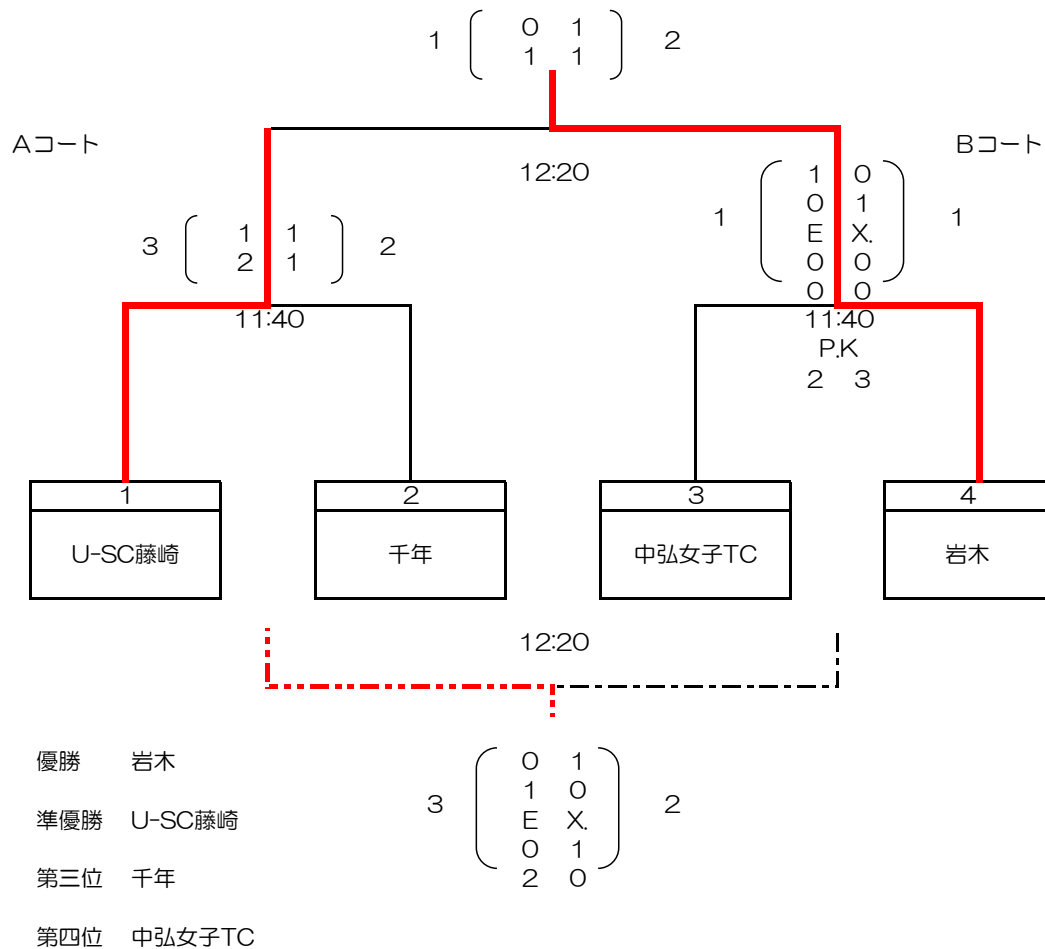 0 1
1 2
1 1
Aコート
Bコート
12:20
1 0
0 1
1 1
E X.
0 0
0 0
1 1
3 2
2 1
11:40
11:40
P.K
2 3
1
2
3
4
U-SC藤崎
千年
中弘女子TC
岩木
12:20
優勝 岩木
準優勝 U-SC藤崎
第三位 千年
第四位 中弘女子TC
0 1
1 0
3 2
E X.
0 1
2 0